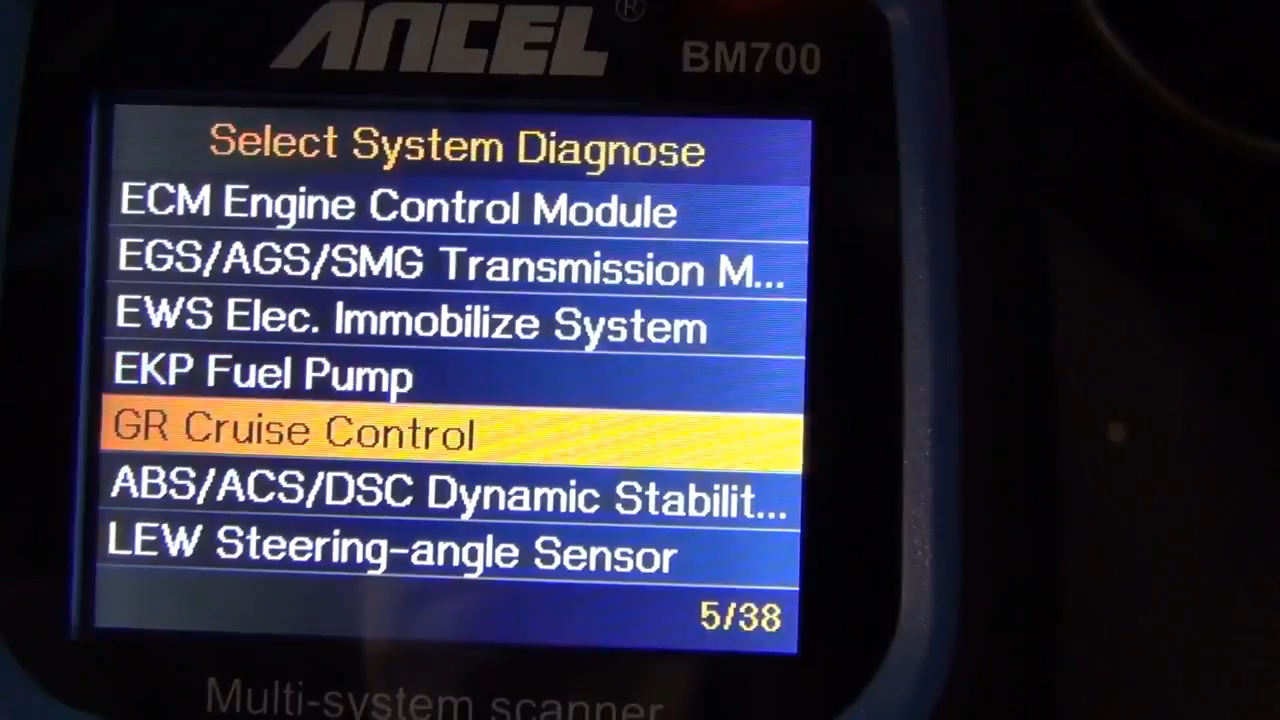 ANCEL ®
BM700
Select System Diagnose
ECM Engine Control Module
EGS/AGS/SMG Transmission M...
EWS Elec. Immobilize System
EKP Fuel Pump
GR Cruise Control
ABS/ACS/DSC Dynamic Stabilit...
LEW Steering-angle Sensor
5/38
Multi-system scanner